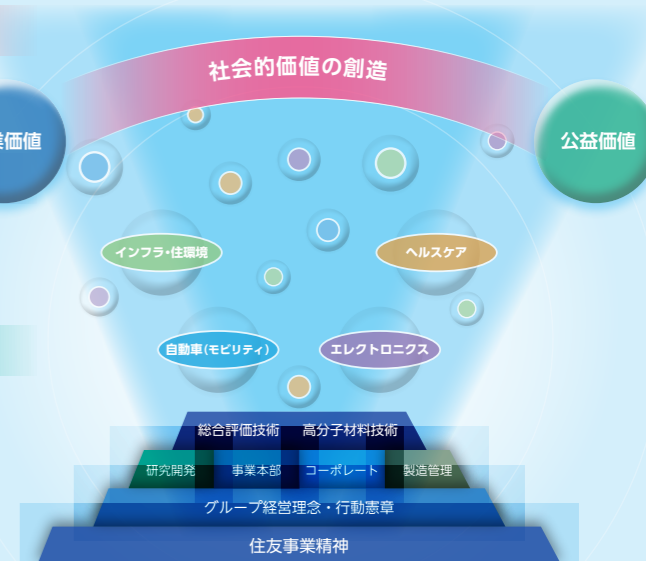 社会的価値の創造
業価値
公益価値
インフラ・住環境
ヘルスケア
自動車(モビリティ)
エレクトロニクス
総合評価技術 高分子材料技術
研究開発 事業本部 コーポレート 製造管理
グループ経営理念・行動憲章
住友事業精神